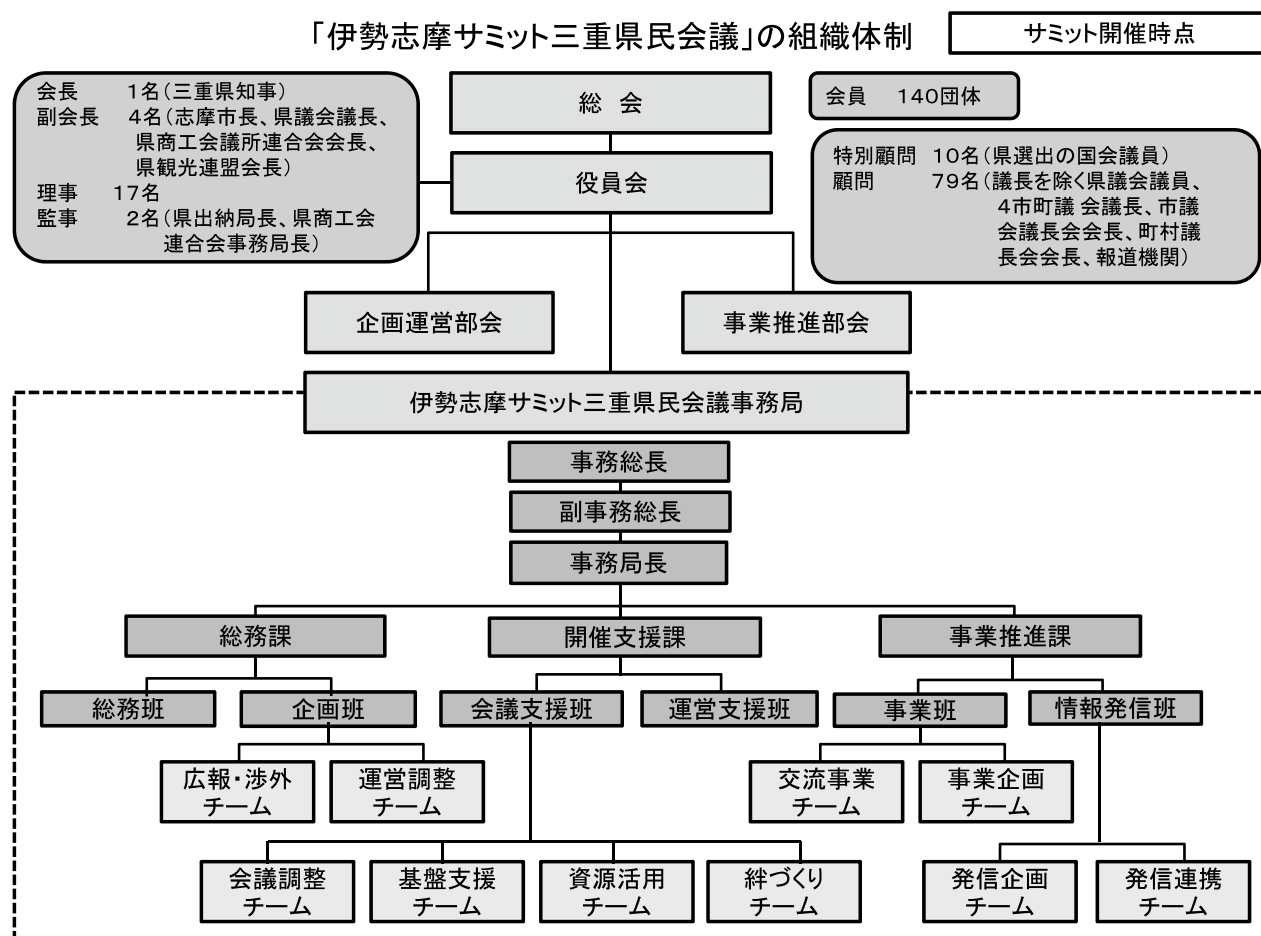 「伊勢志摩サミット三重県民会議」の組織体制
サミット開催時点
会長 1名(三重県知事)
副会長 4名(志摩市長、県議会議長、
県商工会議所連合会会長、
県観光連盟会長)
理事 17名
監事 2名(県出納局長、県商工会
連合会事務局長)
総 会
役員会
会員 140団体
特別顧問 10名(県選出の国会議員)
顧問 79名(議長を除く県議会議員、
4市町議 会議長、市議
会議長会会長、町村議
長会会長、報道機関)
企画運営部会
事業推進部会
伊勢志摩サミット三重県民会議事務局
事務総長
副事務総長
事務局長
総務課
開催支援課
事業推進課
総務班
企画班
会議支援班
運営支援班
事業班
情報発信班
広報・渉外
チーム
運営調整
チーム
交流事業
チーム
事業企画
チーム
会議調整
チーム
基盤支援
チーム
資源活用
チーム
絆づくり
チーム
発信企画
チーム
発信連携
チーム